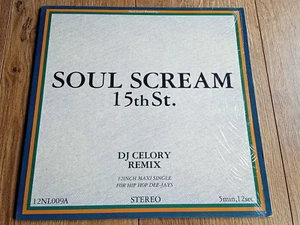 SOUL SCREAM
15th St.
DJ CELORY
REMIX
12INCH MAXI SINGLE
FOR HIP HOP DEE-JAYS
12NL009A
STEREO
5min,12sec